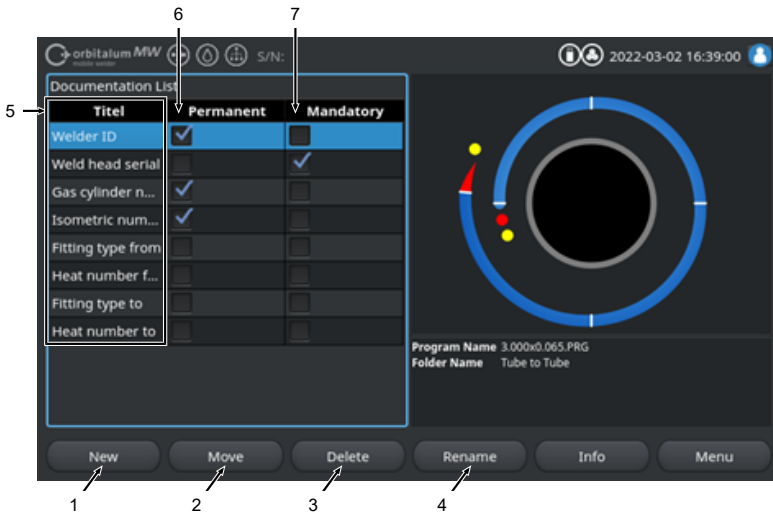 6
7
orbitalum MW
mobile welder
S/N:
2022-03-02 16:39:00
Documentation List
5
Titel
Permanent
Mandatory
Welder ID
Weld head serial
Gas cylinder n...
Isometric num...
Fitting type from
Heat number f...
Fitting type to
Heat number to
Program Name 3.000x0.065.PRG
Folder Name Tube to Tube
New
Move
Delete
Rename
Info
Menu
1
2
3
4